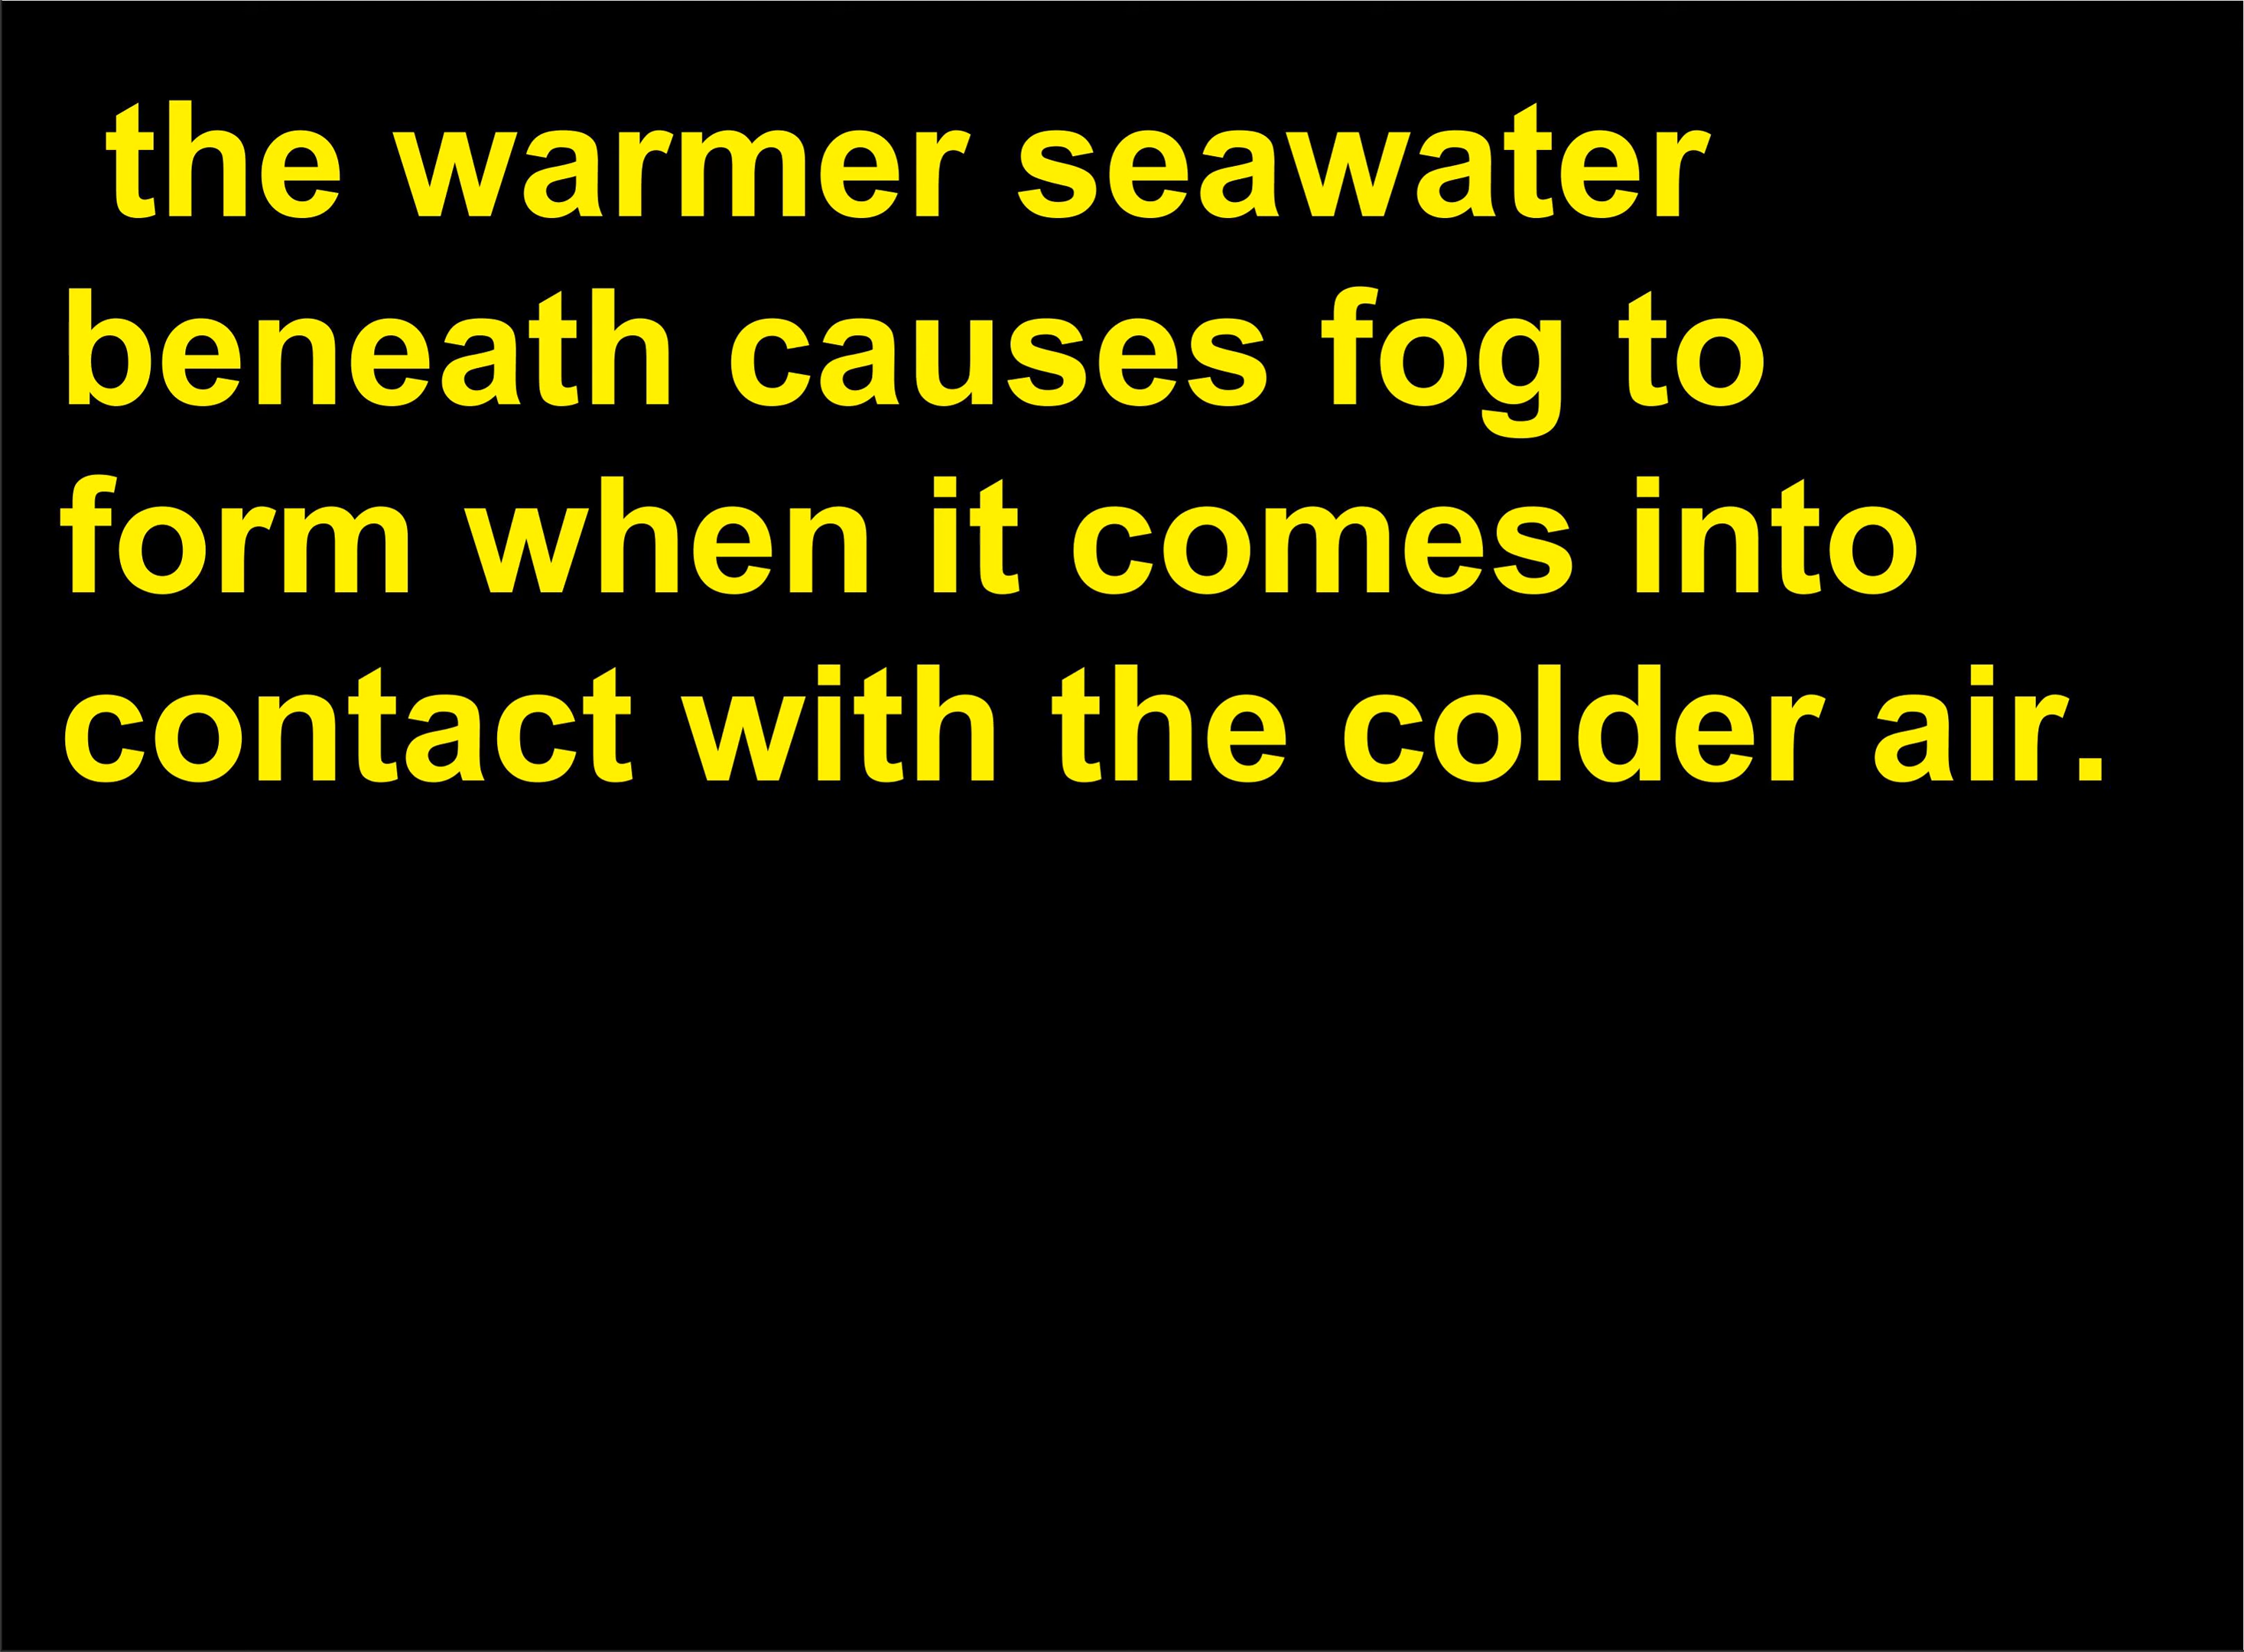 the warmer seawater
beneath causes fog to
form when it comes into
contact with the colder air.